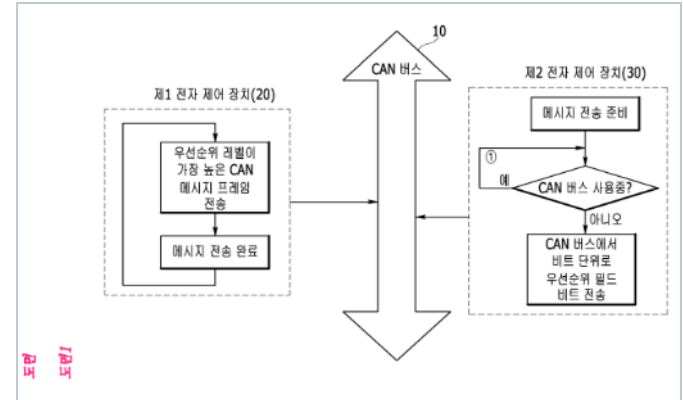 도면
도면1
10
CAN 버스
제1 전자 제어 장치(20)
우선순위 레벨이
가장 높은 CAN
메시지 프레임
전송
메시지 전송 완료
제2 전자 제어 장치(30)
메시지 전송 준비
①
예
CAN 버스 사용중?
아니오
CAN 버스에서
비트 단위로
우선순위 필드
비트 전송